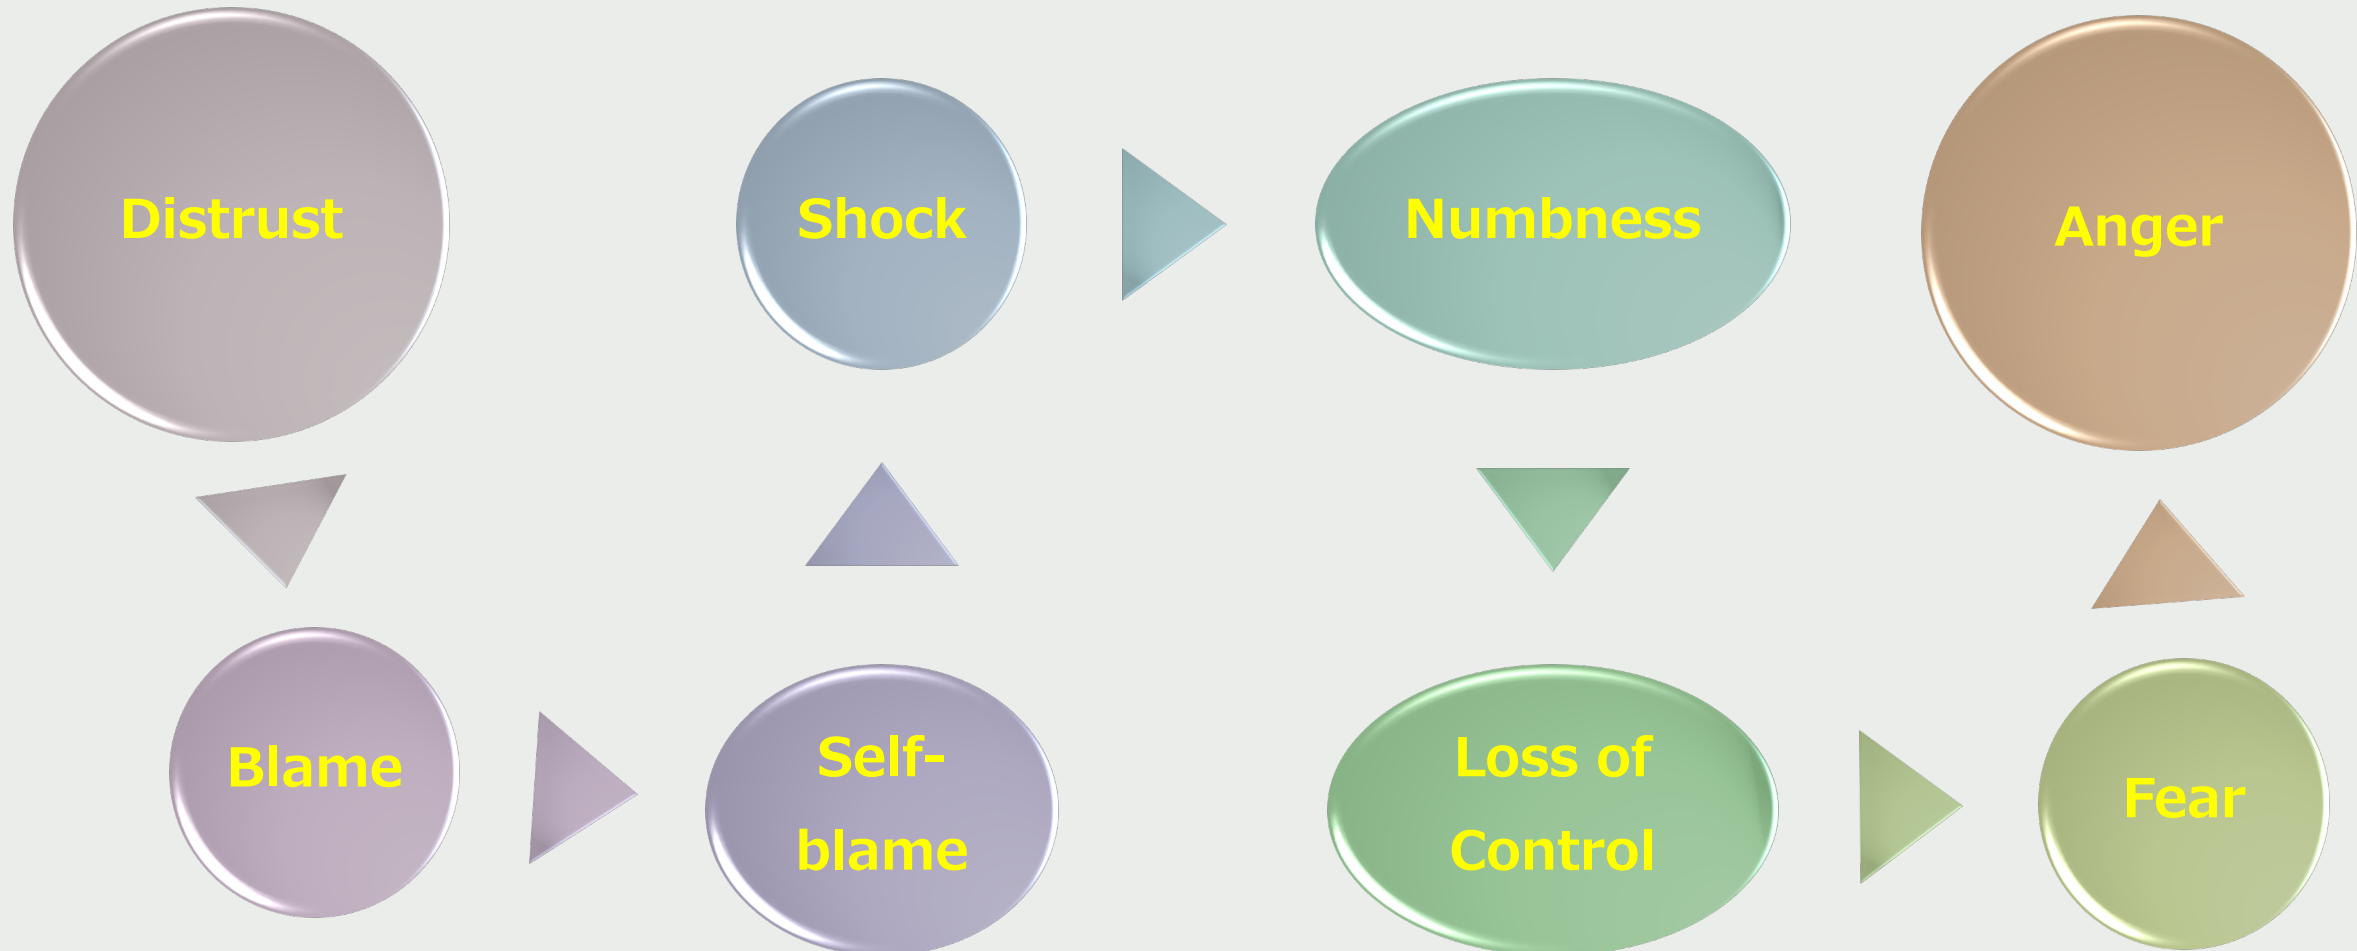 Distrust
Blame
Self-
blame
Shock
Numbness
Loss of
Control
Fear
Anger